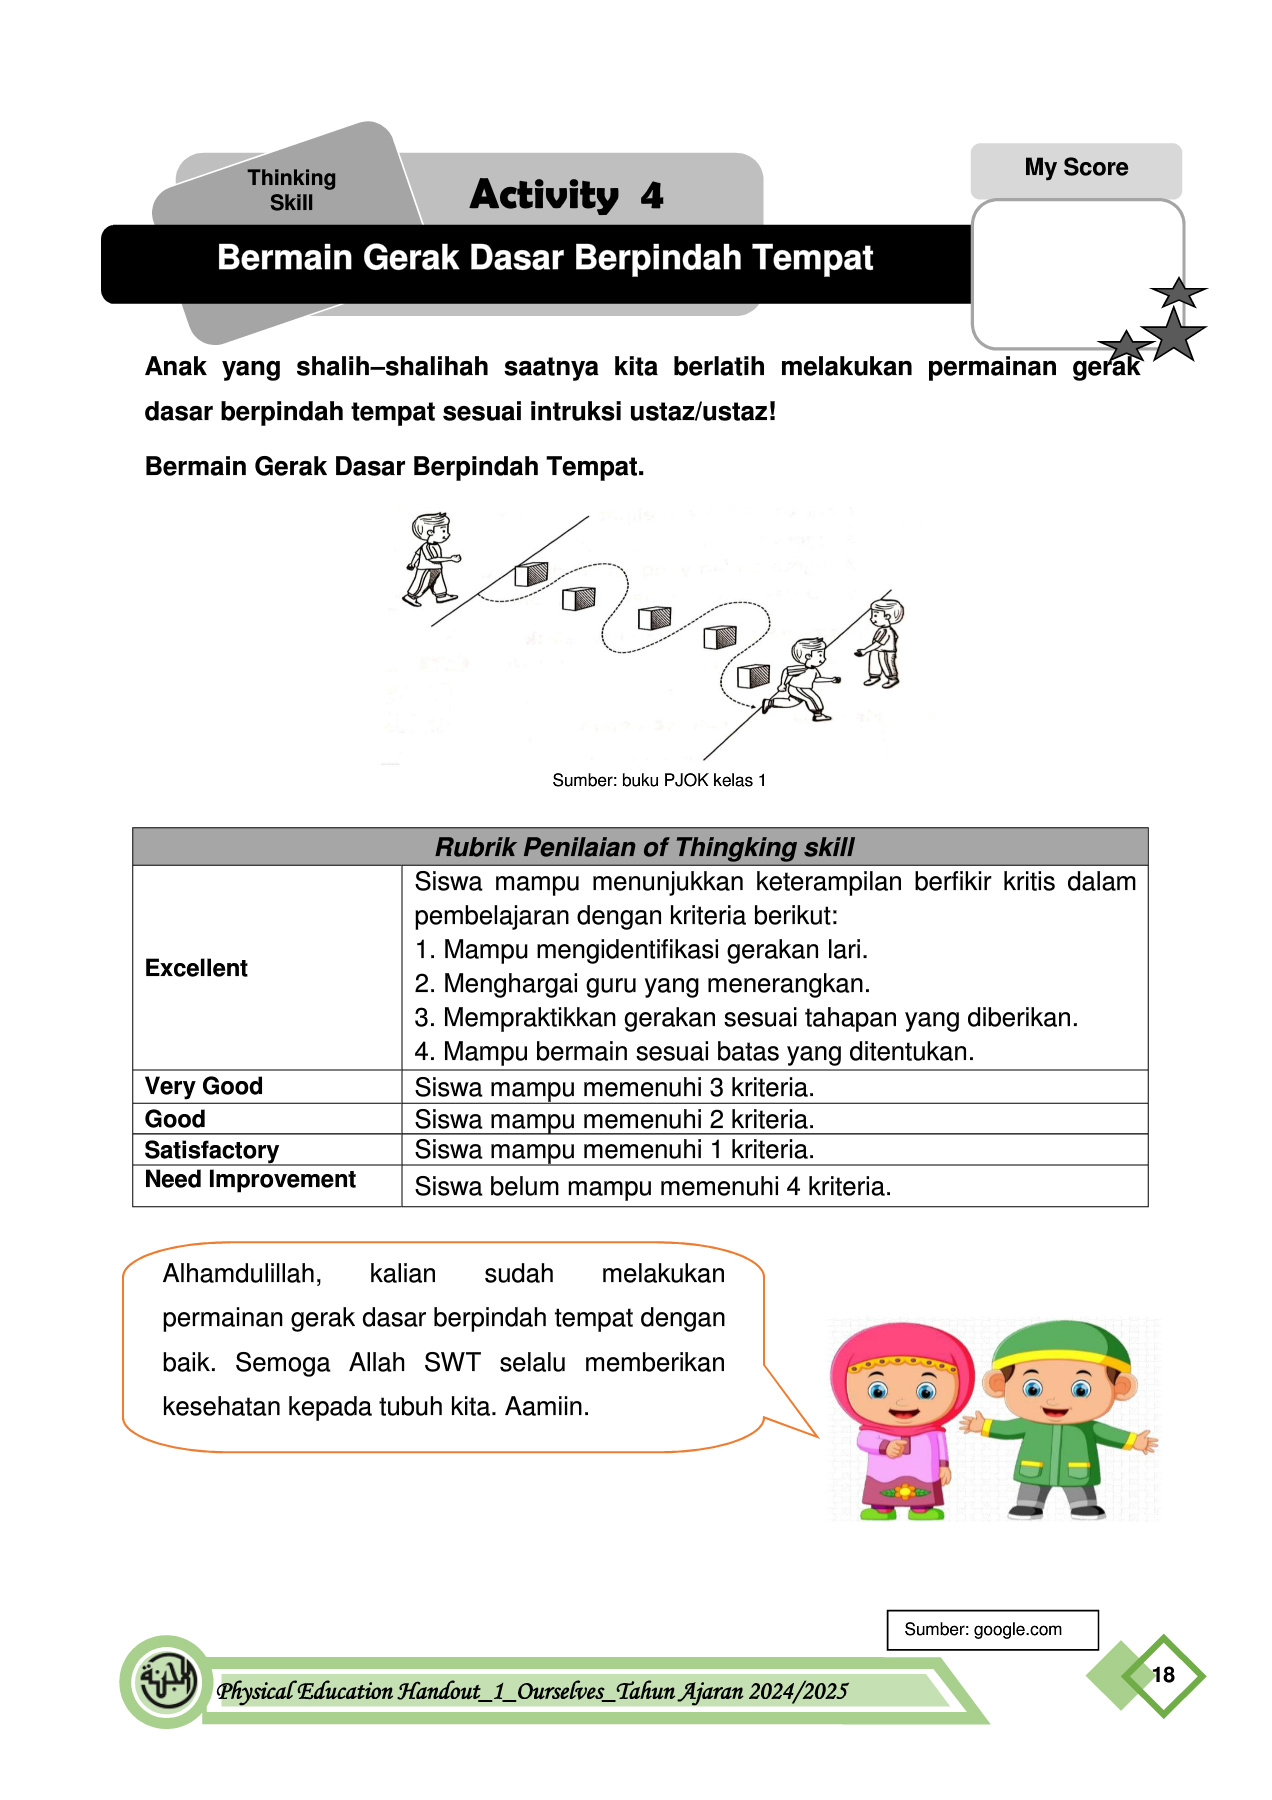 Thinking
Skill
Activity 4
My Score
Bermain Gerak Dasar Berpindah Tempat
Anak yang shalih–shalihah saatnya kita berlatih melakukan permainan gerak
dasar berpindah tempat sesuai intruksi ustaz/ustaz!
Bermain Gerak Dasar Berpindah Tempat.
Sumber: buku PJOK kelas 1
Rubrik Penilaian of Thingking skill
Excellent
Siswa mampu menunjukkan keterampilan berfikir kritis dalam
pembelajaran dengan kriteria berikut:
1. Mampu mengidentifikasi gerakan lari.
2. Menghargai guru yang menerangkan.
3. Mempraktikkan gerakan sesuai tahapan yang diberikan.
4. Mampu bermain sesuai batas yang ditentukan.
Very Good
Siswa mampu memenuhi 3 kriteria.
Good
Siswa mampu memenuhi 2 kriteria.
Satisfactory
Siswa mampu memenuhi 1 kriteria.
Need Improvement
Siswa belum mampu memenuhi 4 kriteria.
Alhamdulillah, kalian sudah melakukan
permainan gerak dasar berpindah tempat dengan
baik. Semoga Allah SWT selalu memberikan
kesehatan kepada tubuh kita. Aamiin.
Sumber: google.com
Physical Education Handout_1_Ourselves_Tahun Ajaran 2024/2025
18